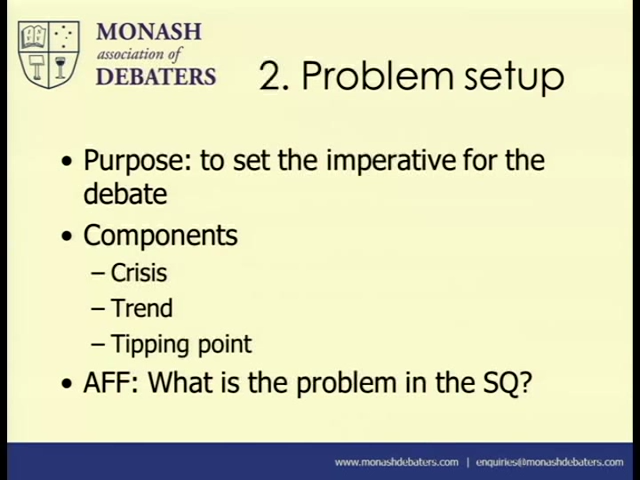 MONASH
association of
DEBATERS
2. Problem setup
• Purpose: to set the imperative for the
debate
• Components
– Crisis
– Trend
– Tipping point
• AFF: What is the problem in the SQ?
www.monashdebaters.com | enquiries@monashdebaters.com